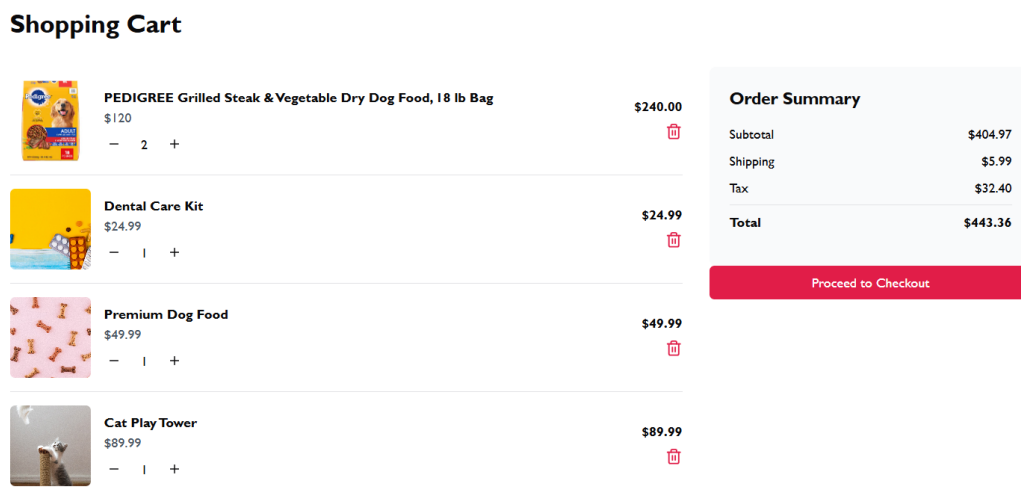 Shopping Cart
Pedigree
ADULT
PEDIGREE Grilled Steak & Vegetable Dry Dog Food, 18 lb Bag
$120
− 2 +
$240.00
Dental Care Kit
$24.99
− 1 +
$24.99
Premium Dog Food
$49.99
− 1 +
$49.99
Cat Play Tower
$89.99
− 1 +
$89.99
Order Summary
Subtotal $404.97
Shipping $5.99
Tax $32.40
Total $443.36
Proceed to Checkout